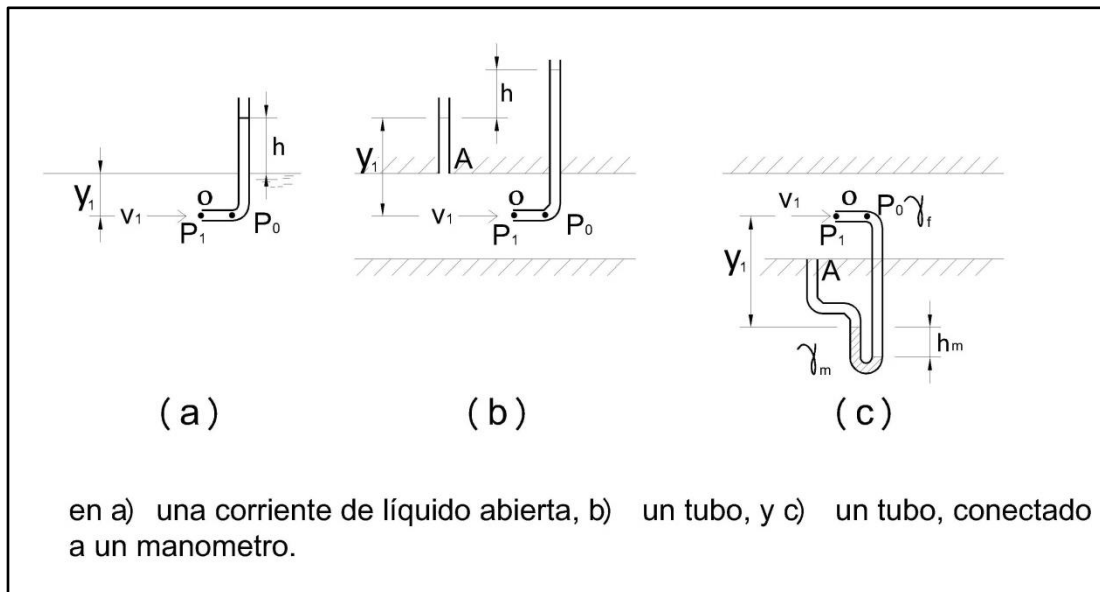 h
y₁
O
v₁
P₁
P₀
(a)
h
y₁
A
O
v₁
P₁
P₀
(b)
v₁
O
P₁
P₀
γf
y₁
A
γm
hm
(c)
en a) una corriente de líquido abierta, b) un tubo, y c) un tubo, conectado
a un manometro.